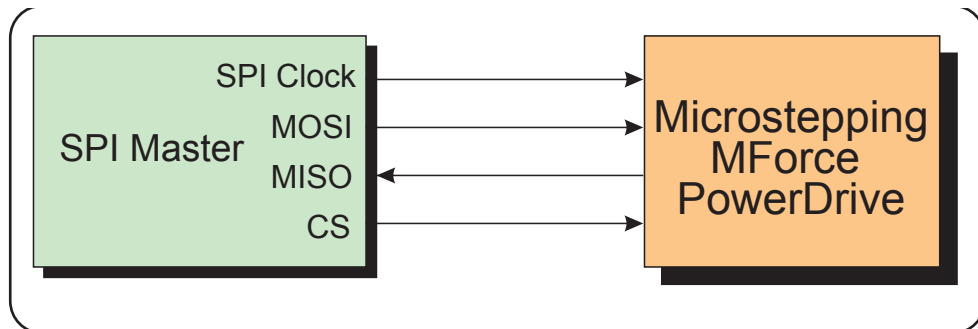 SPI Clock
MOSI
SPI Master
MISO
CS
Microstepping
MForce
PowerDrive